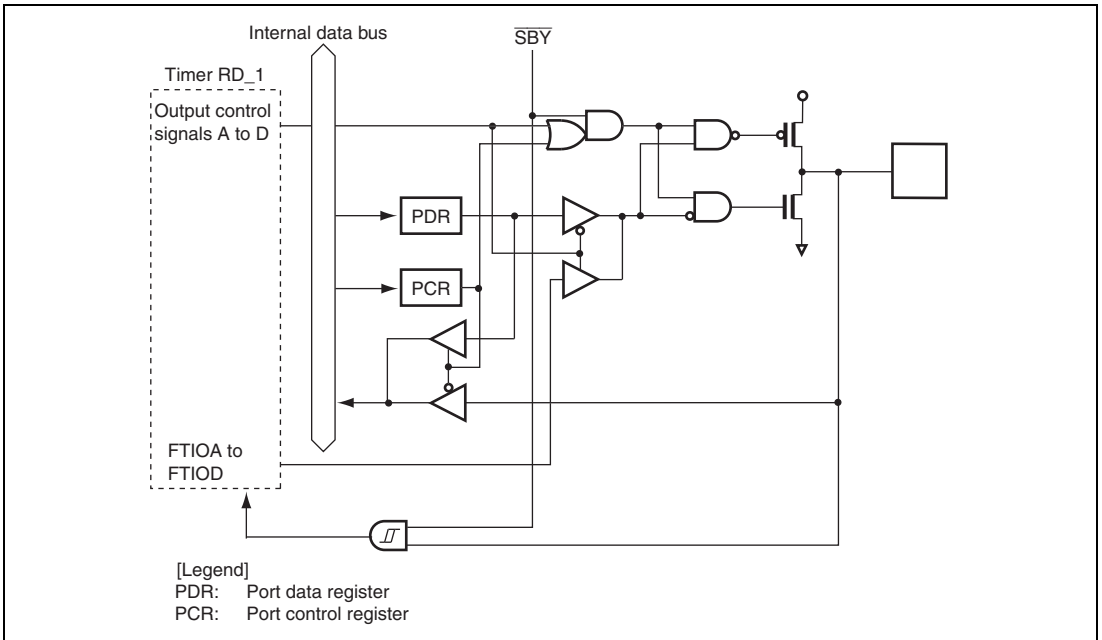 Internal data bus
SBY
Timer RD_1
Output control
signals A to D
PDR
PCR
FTIOA to
FTIOD
[Legend]
PDR: Port data register
PCR: Port control register